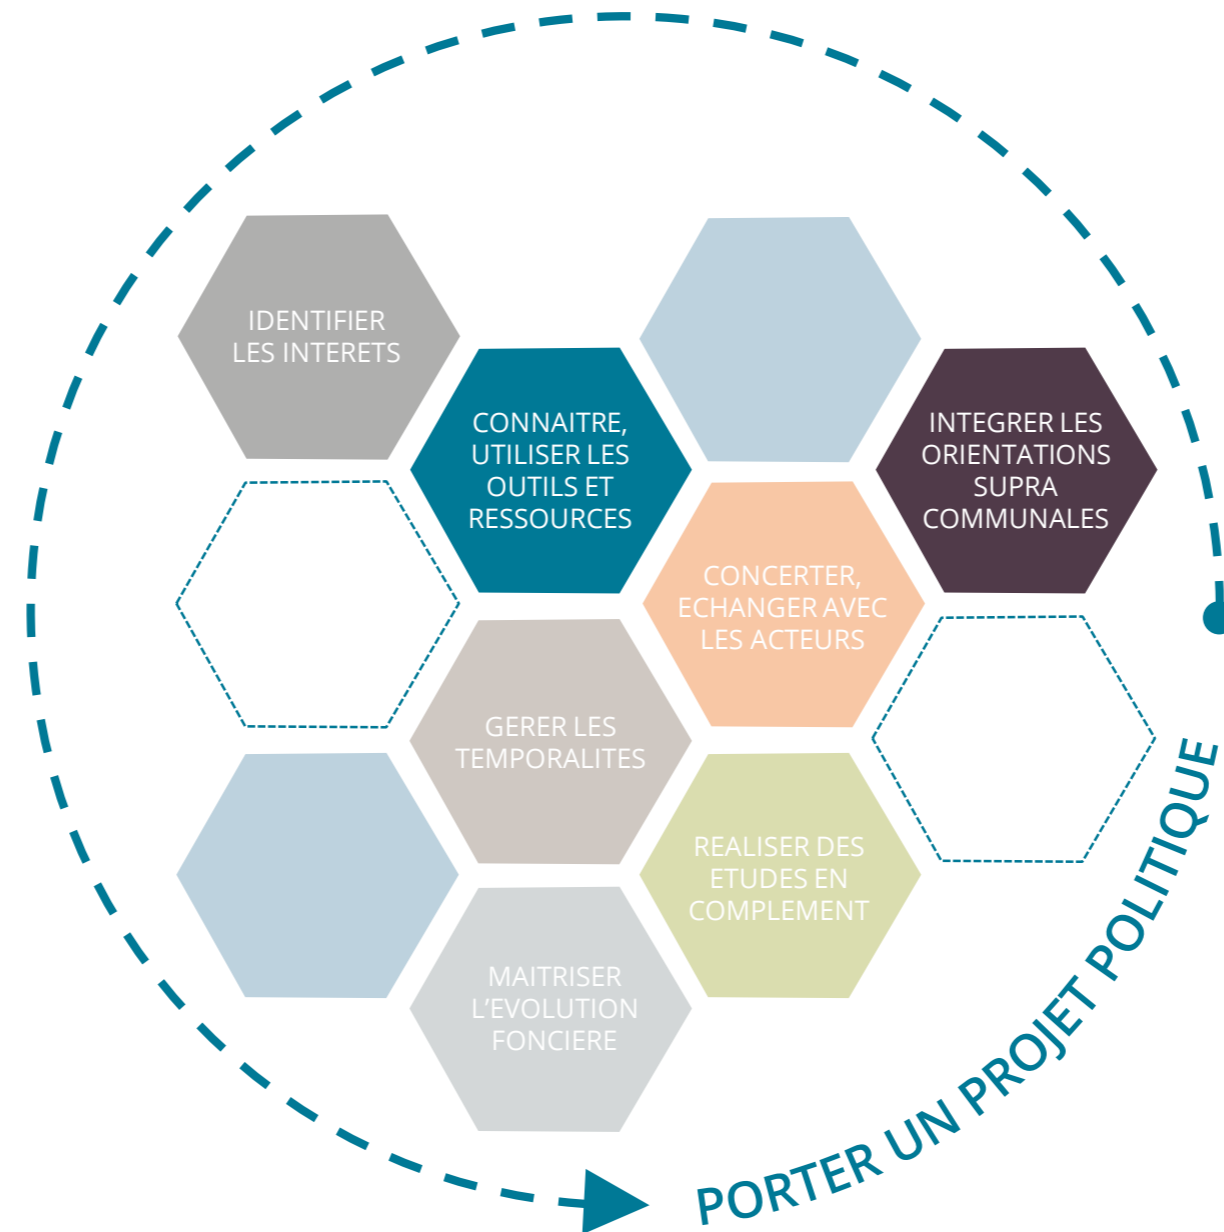 IDENTIFIER
LES INTERETS
CONNAITRE,
UTILISER LES
OUTILS ET
RESSOURCES
INTEGRER LES
ORIENTATIONS
SUPRA
COMMUNALES
CONCERTER,
ECHANGER AVEC
LES ACTEURS
GERER LES
TEMPORALITES
REALISER DES
ETUDES EN
COMPLEMENT
MAITRISER
L’EVOLUTION
FONCIERE
PORTER UN PROJET POLITIQUE